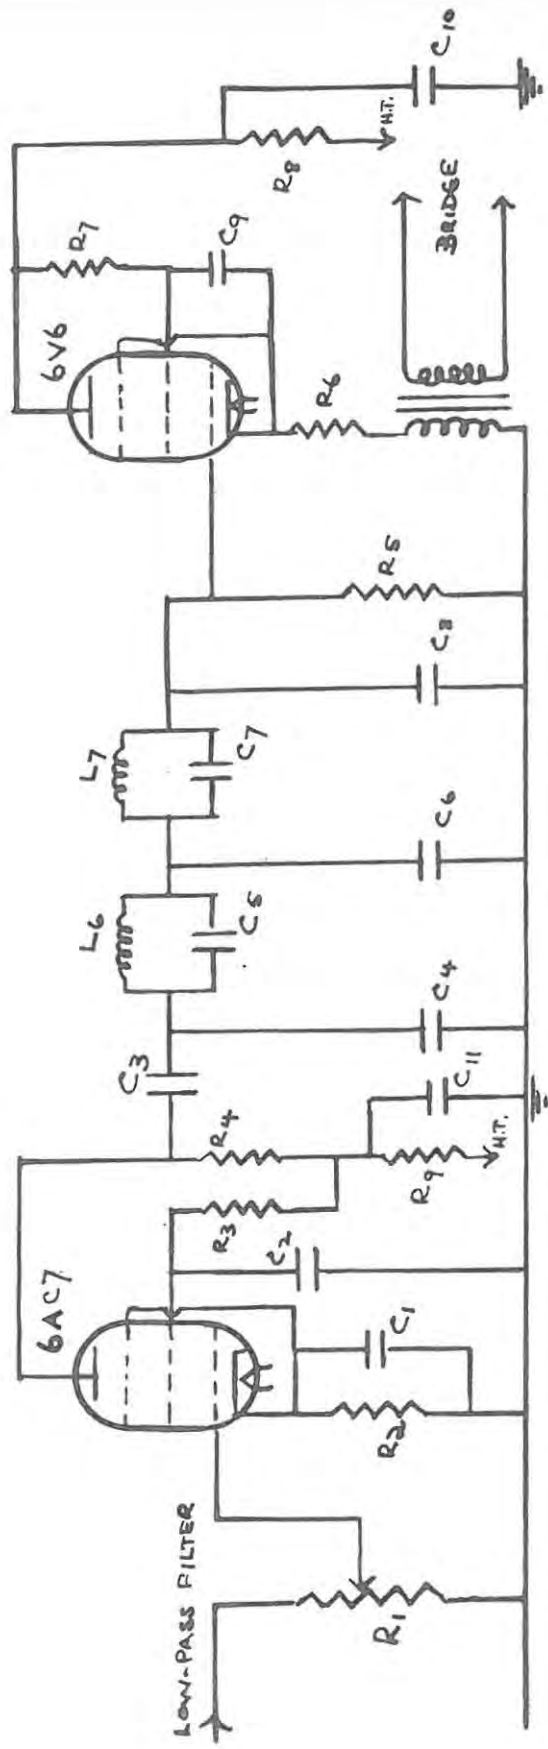 LOW-PASS FILTER
R1
6AC7
R2
C1
C2
R3
R4
R9
H.T.
C11
C3
C4
L6
C5
C6
L7
C7
C8
R5
6V6
R6
R7
C9
BRIDGE
R8
H.T.
C10